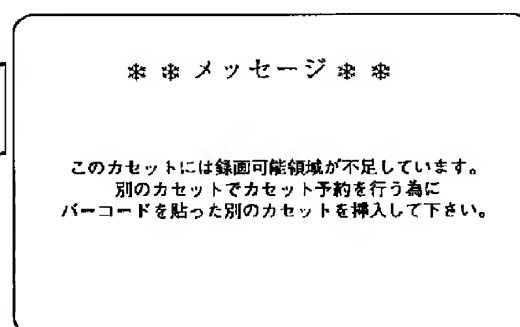 ** メッセージ **
このカセットには録画可能領域が不足しています。
別のカセットでカセット予約を行う為に
バーコードを貼った別のカセットを挿入して下さい。